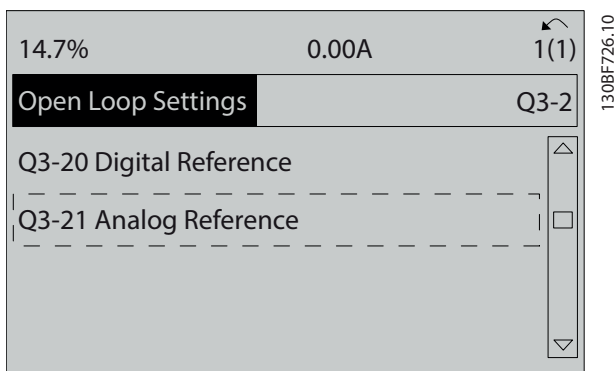 14.7% 0.00A 1(1)
Open Loop Settings Q3-2
Q3-20 Digital Reference
Q3-21 Analog Reference
130BF726.10